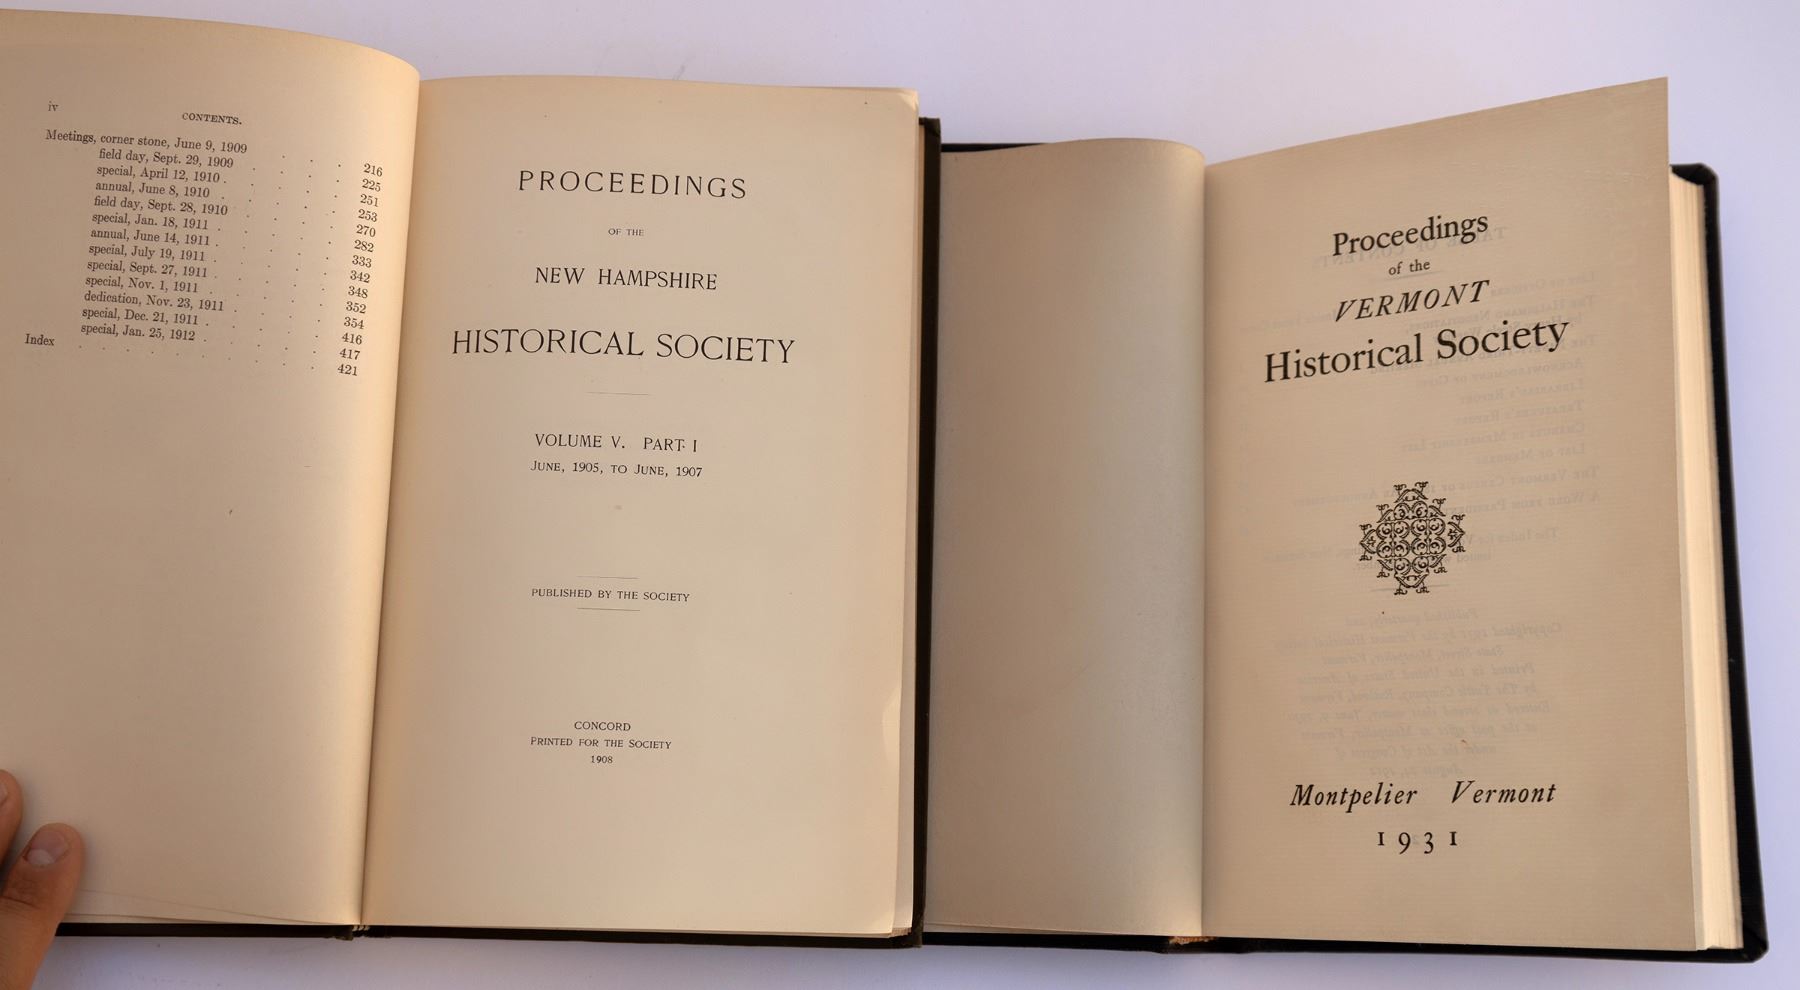 iv
CONTENTS.
Meetings, corner stone, June 9, 1909 . . . 216
field day, Sept. 29, 1909 . . . . 225
special, April 12, 1910 . . . . . 251
annual, June 8, 1910 . . . . . 253
field day, Sept. 28, 1910 . . . . 270
special, Jan. 18, 1911 . . . . . 282
annual, June 14, 1911 . . . . . 333
special, July 19, 1911 . . . . . 342
special, Sept. 27, 1911 . . . . . 348
special, Nov. 1, 1911 . . . . . 352
dedication, Nov. 23, 1911 . . . . 354
special, Dec. 21, 1911 . . . . . 416
special, Jan. 25, 1912 . . . . . 417
Index . . . . . . . . 421
PROCEEDINGS
OF THE
NEW HAMPSHIRE
HISTORICAL SOCIETY
VOLUME V. PART I
JUNE, 1905, TO JUNE, 1907
PUBLISHED BY THE SOCIETY
CONCORD
PRINTED FOR THE SOCIETY
1908
Proceedings
of the
VERMONT
Historical Society
Montpelier Vermont
1931